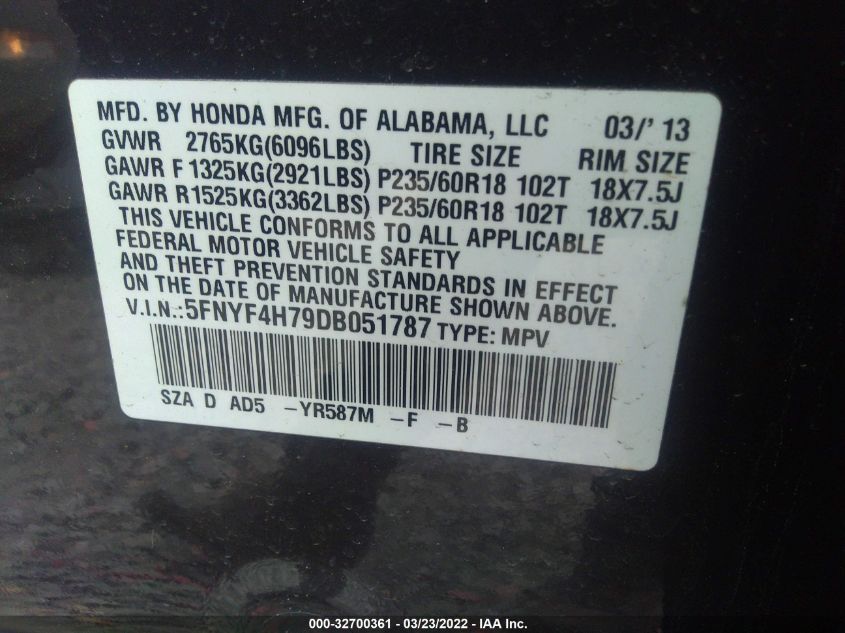 MFD. BY HONDA MFG. OF ALABAMA, LLC 03/' 13
GVWR 2765KG(6096LBS) TIRE SIZE RIM SIZE
GAWR F 1325KG(2921LBS) P235/60R18 102T 18X7.5J
GAWR R1525KG(3362LBS) P235/60R18 102T 18X7.5J
THIS VEHICLE CONFORMS TO ALL APPLICABLE
FEDERAL MOTOR VEHICLE SAFETY
AND THEFT PREVENTION STANDARDS IN EFFECT
ON THE DATE OF MANUFACTURE SHOWN ABOVE.
V.I.N.:5FNYF4H79DB051787 TYPE: MPV
SZA D AD5 -YR587M -F -B
000-32700361 - 03/23/2022 - IAA Inc.